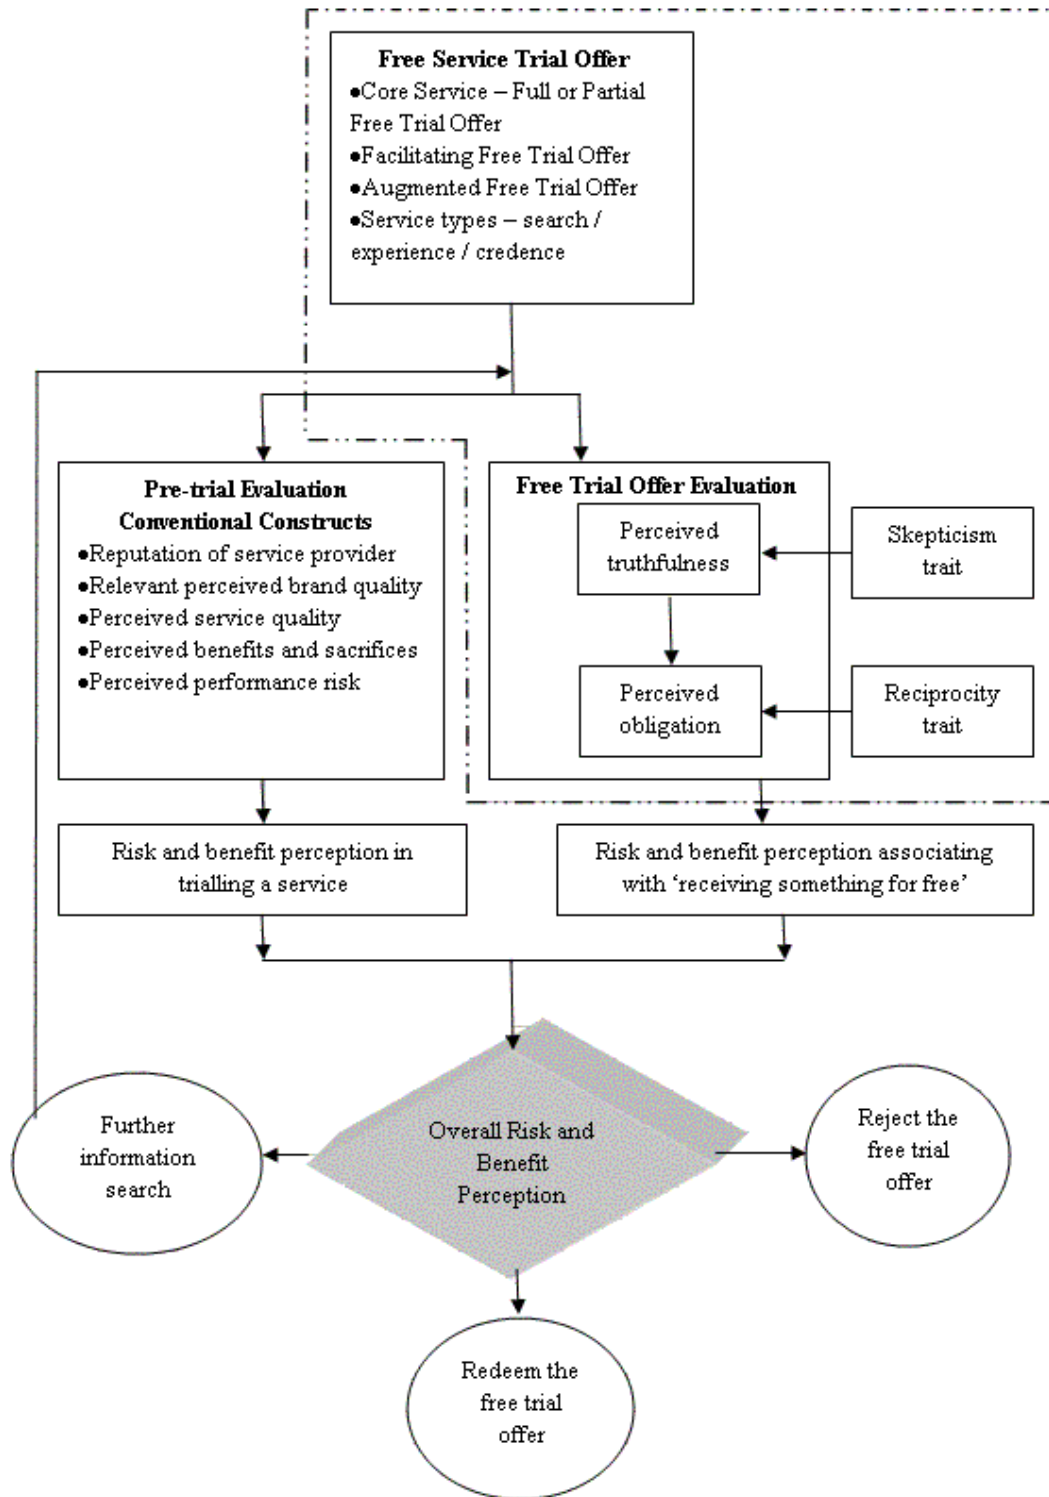 Free Service Trial Offer
●Core Service – Full or Partial
Free Trial Offer
●Facilitating Free Trial Offer
●Augmented Free Trial Offer
●Service types – search /
experience / credence
Pre-trial Evaluation
Conventional Constructs
●Reputation of service provider
●Relevant perceived brand quality
●Perceived service quality
●Perceived benefits and sacrifices
●Perceived performance risk
Free Trial Offer Evaluation
Perceived
truthfulness
Skepticism
trait
Perceived
obligation
Reciprocity
trait
Risk and benefit perception in
trialling a service
Risk and benefit perception associating
with ‘receiving something for free’
Further
information
search
Overall Risk and
Benefit
Perception
Reject the
free trial
offer
Redeem the
free trial
offer